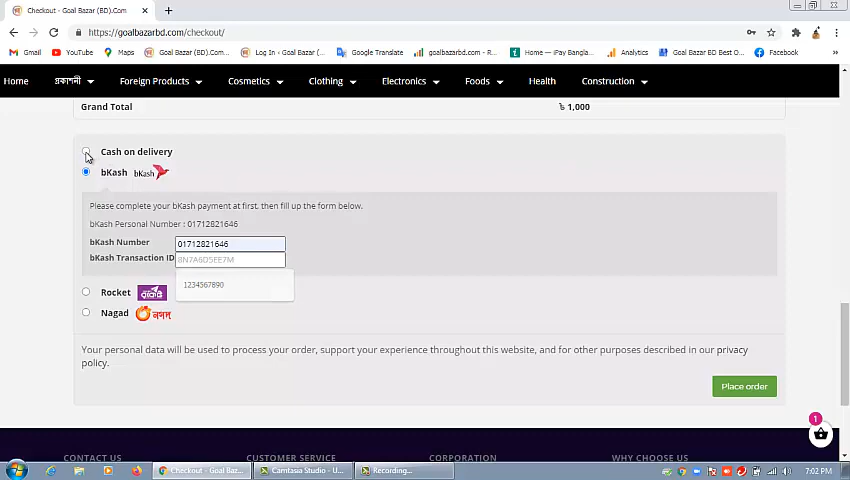 Checkout - Goal Bazar (BD).Com
https://goalbazarbd.com/checkout/
Gmail YouTube Maps Goal Bazar (BD).Com... Log In ‹ Goal Bazar (... Google Translate goalbazarbd.com - R... Home — iPay Bangla... Analytics Goal Bazar BD Best O... Facebook
Home প্রকাশনী Foreign Products Cosmetics Clothing Electronics Foods Health Construction
Grand Total ৳ 1,000
Cash on delivery
bKash bKash
Please complete your bKash payment at first, then fill up the form below.
bKash Personal Number : 01712821646
bKash Number 01712821646
bKash Transaction ID 8N7A6D5EE7M
1234567890
Rocket
Nagad নগদ
Your personal data will be used to process your order, support your experience throughout this website, and for other purposes described in our privacy
policy.
Place order
1
CONTACT US CUSTOMER SERVICE CORPORATION WHY CHOOSE US
Checkout - Goal Baz... Camtasia Studio - U... Recording... 7:02 PM